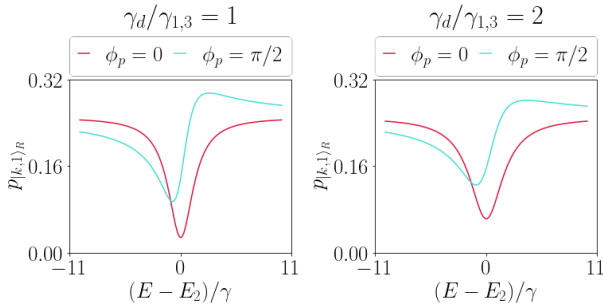 γ_d/γ_{1,3} = 1
ϕ_p = 0 ϕ_p = π/2
p_{|k,1⟩_R}
0.32
0.16
0.00
−11 0 11
(E − E_2)/γ
γ_d/γ_{1,3} = 2
ϕ_p = 0 ϕ_p = π/2
p_{|k,1⟩_R}
0.32
0.16
0.00
−11 0 11
(E − E_2)/γ